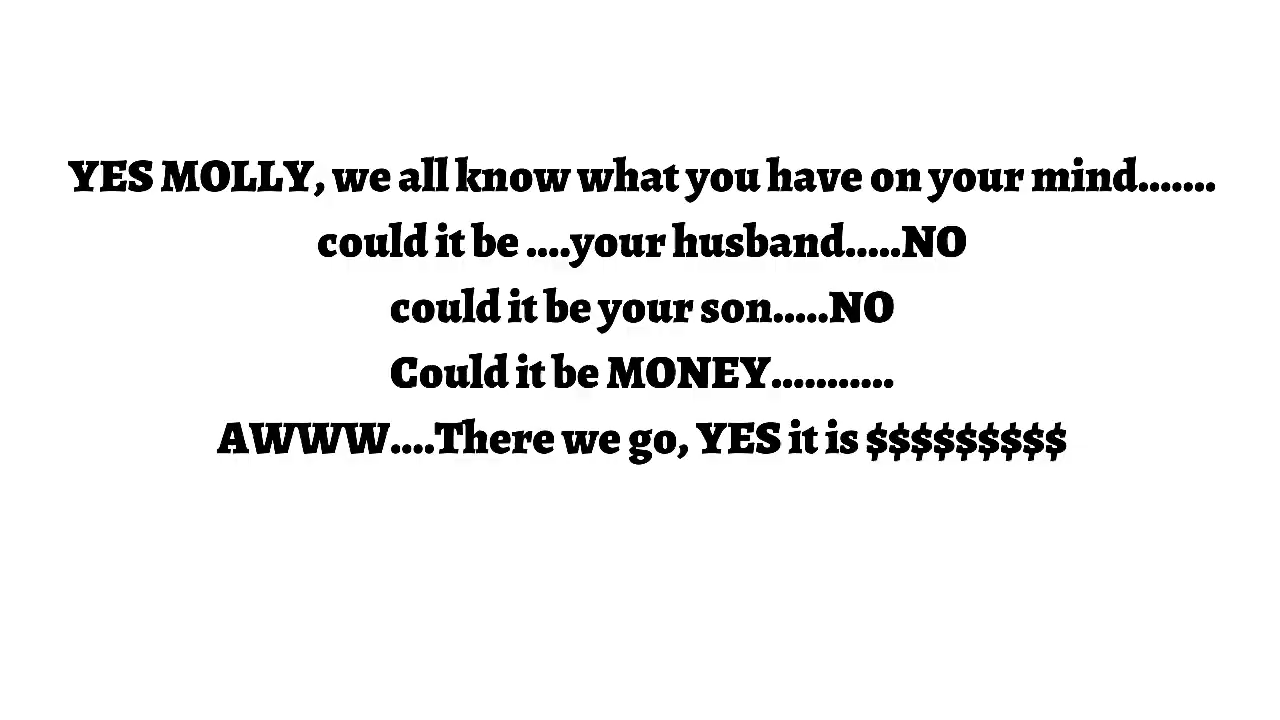 YES MOLLY, we all know what you have on your mind.......
could it be ....your husband.....NO
could it be your son.....NO
Could it be MONEY...........
AWWW....There we go, YES it is $$$$$$$$$